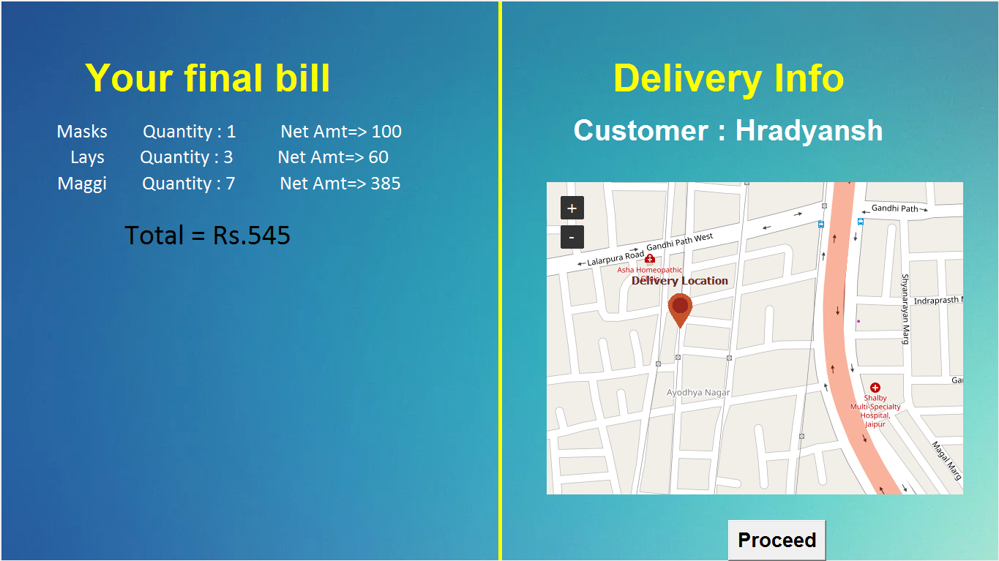 Your final bill
Masks Quantity : 1 Net Amt=> 100
Lays Quantity : 3 Net Amt=> 60
Maggi Quantity : 7 Net Amt=> 385
Total = Rs.545
Delivery Info
Customer : Hradyansh
+
-
Gandhi Path
Gandhi Path West
Lalarpura Road
Asha Homeopathic
Delivery Location
Shyanarayan Marg
Indraprasth
Ayodhya Nagar
Shalby
Multi-Specialty
Hospital,
Jaipur
Magal Marg
Proceed